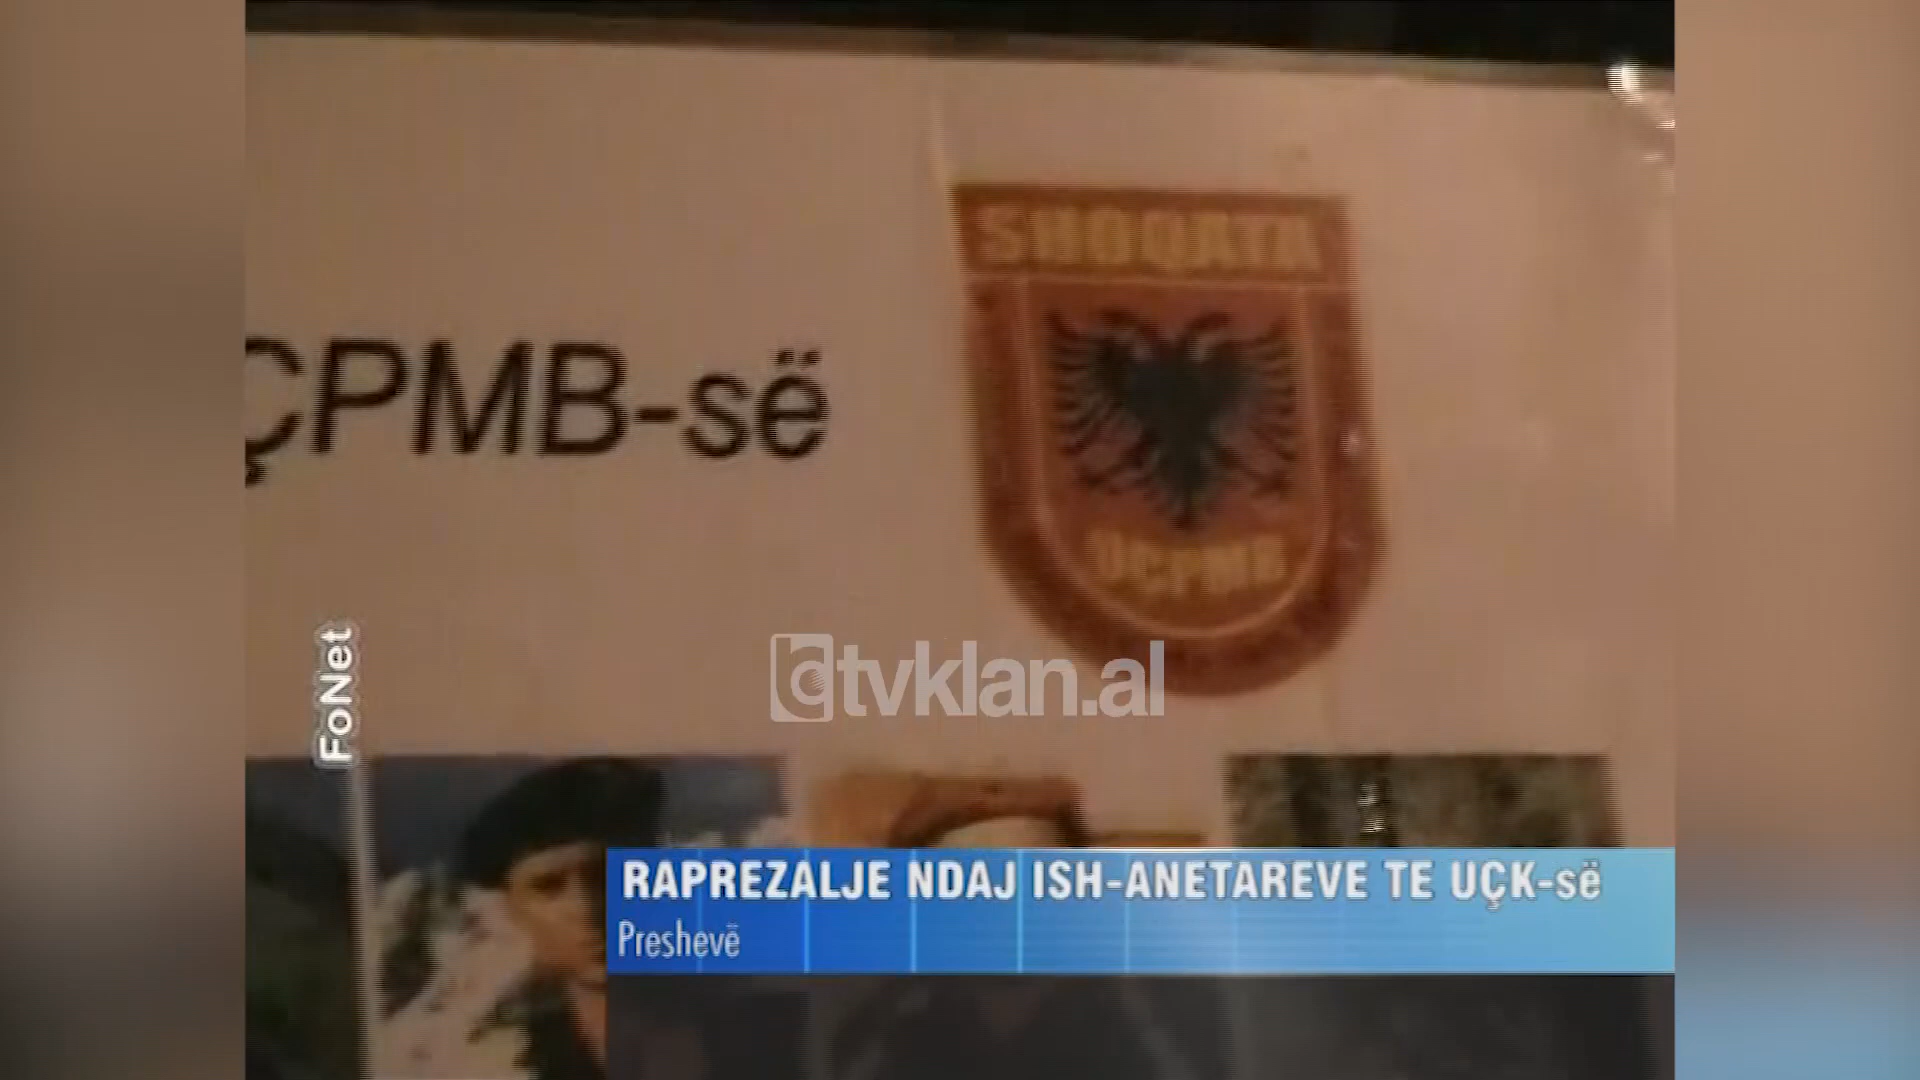 SHOQATA
ÇPMB-së
UÇPMB
FoNet
tvklan.al
RAPREZALJE NDAJ ISH-ANETAREVE TE UÇK-së
Preshevë